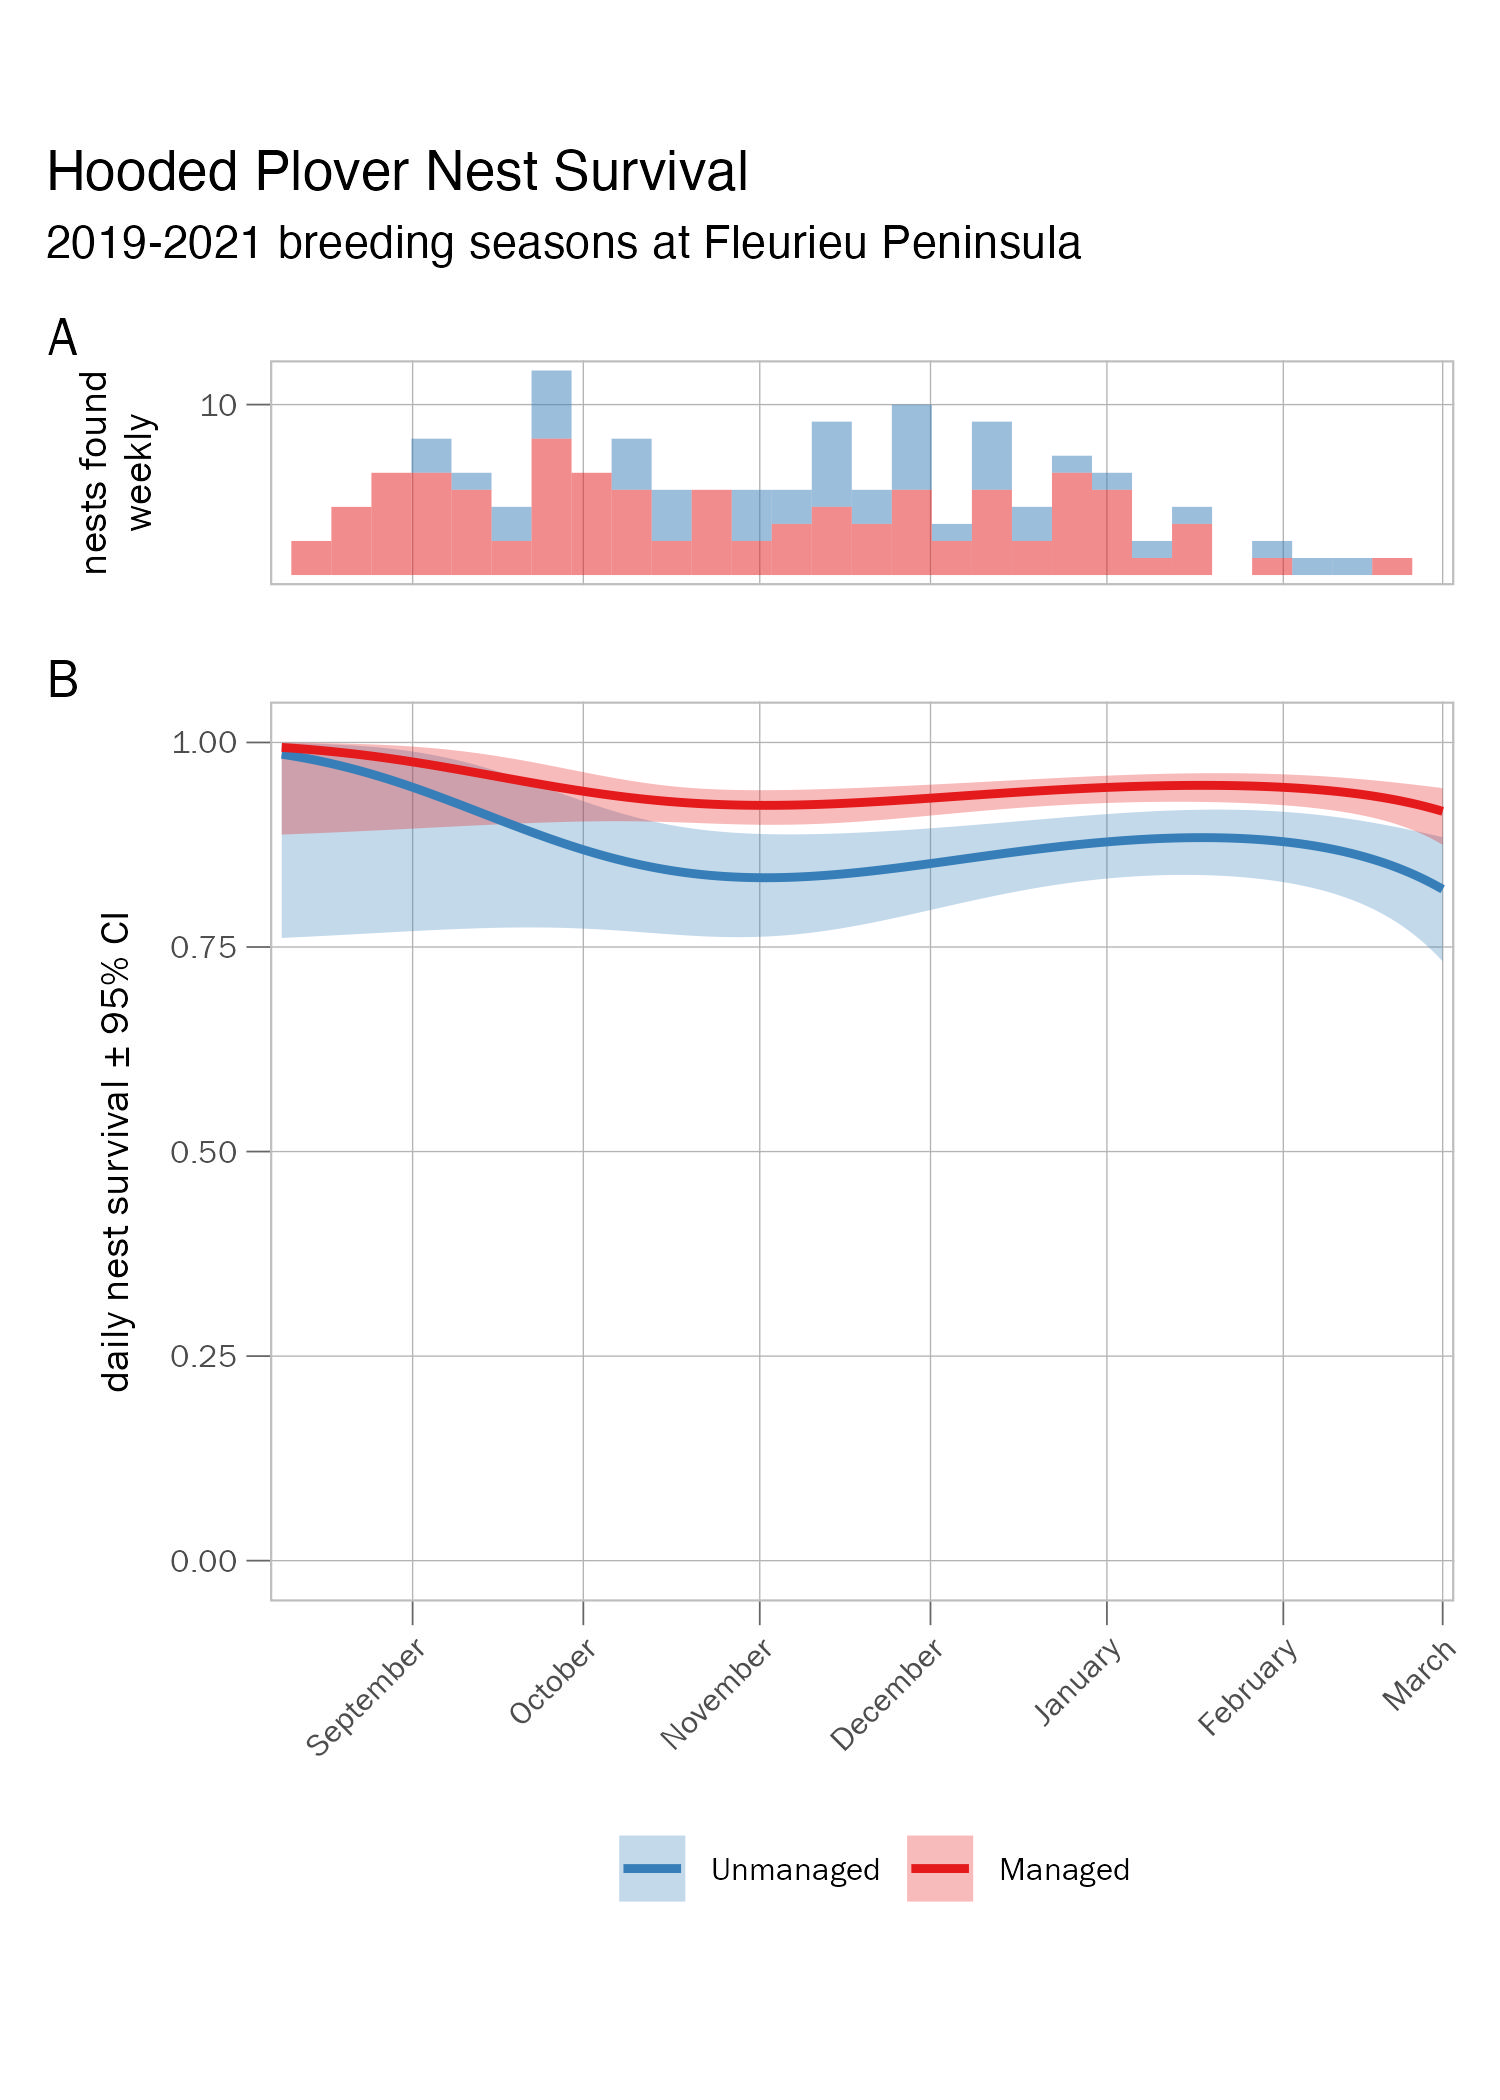 Hooded Plover Nest Survival
2019-2021 breeding seasons at Fleurieu Peninsula
A
nests found
weekly
10
B
daily nest survival ± 95% CI
1.00
0.75
0.50
0.25
0.00
September
October
November
December
January
February
March
Unmanaged
Managed